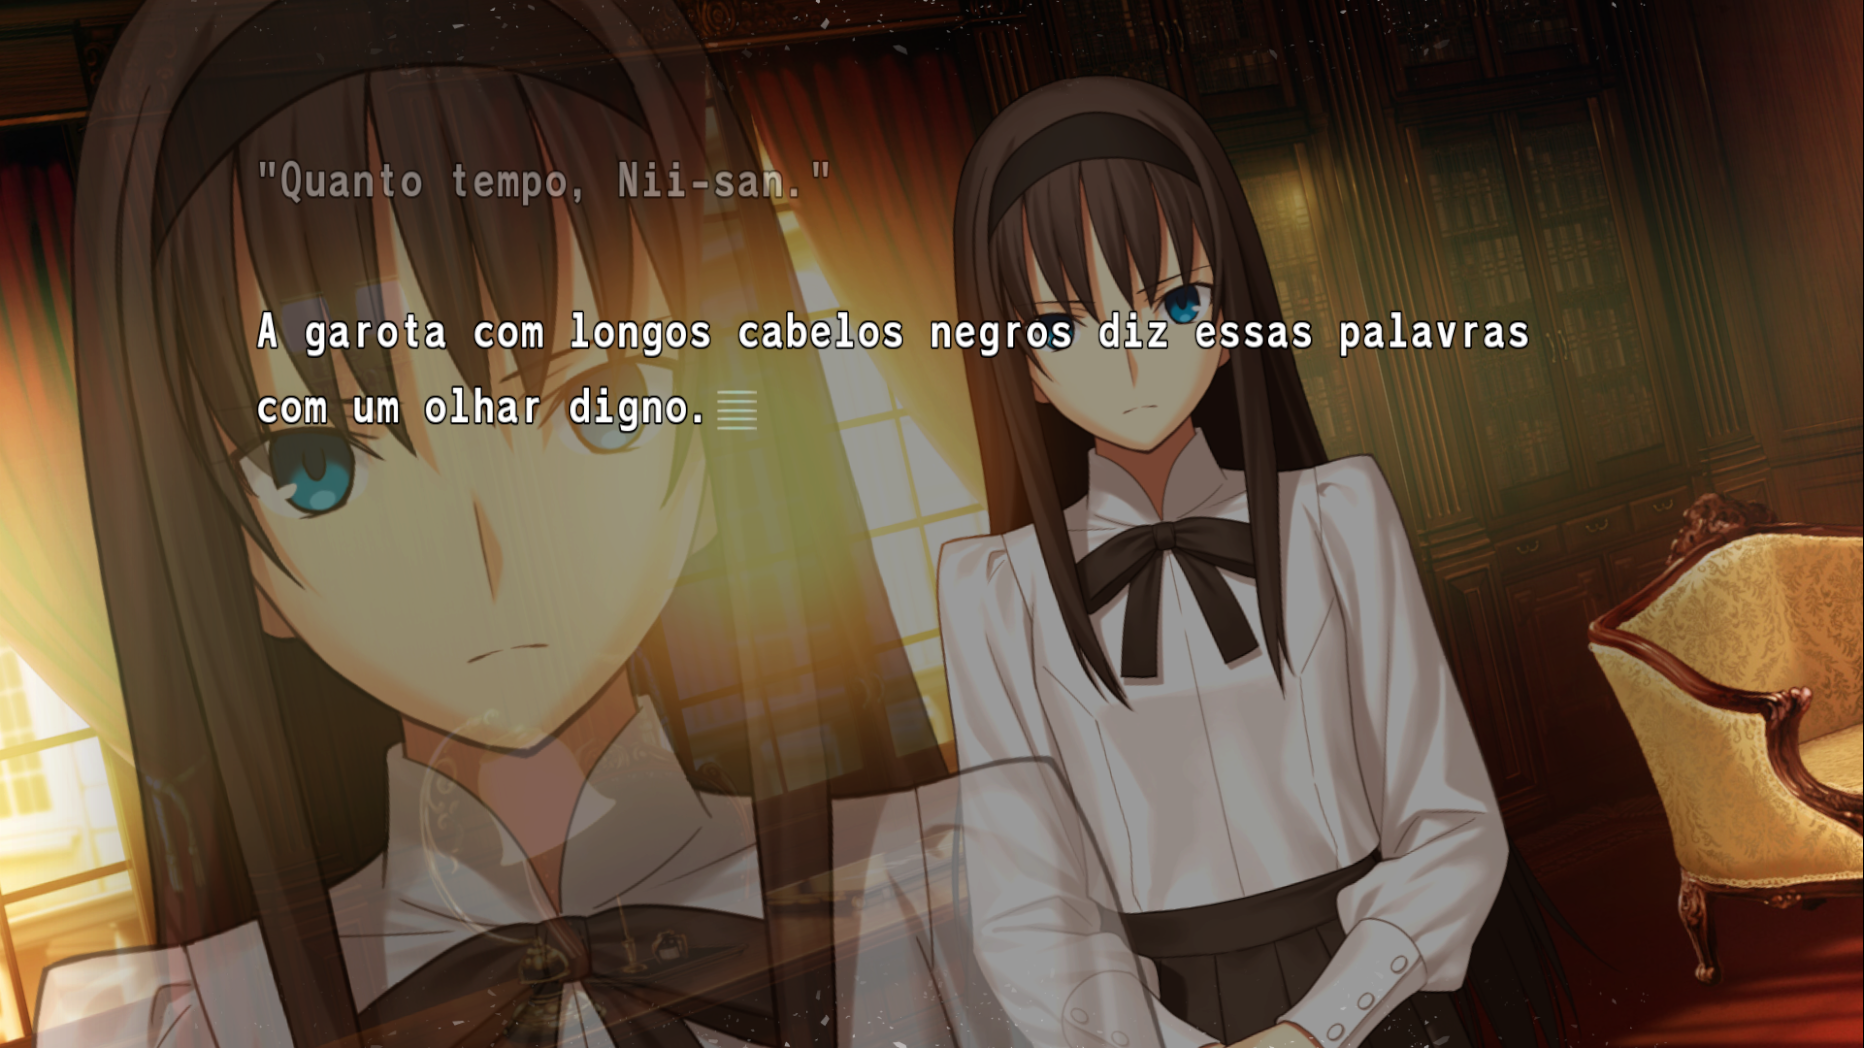 "Quanto tempo, Nii-san."
A garota com longos cabelos negros diz essas palavras
com um olhar digno.